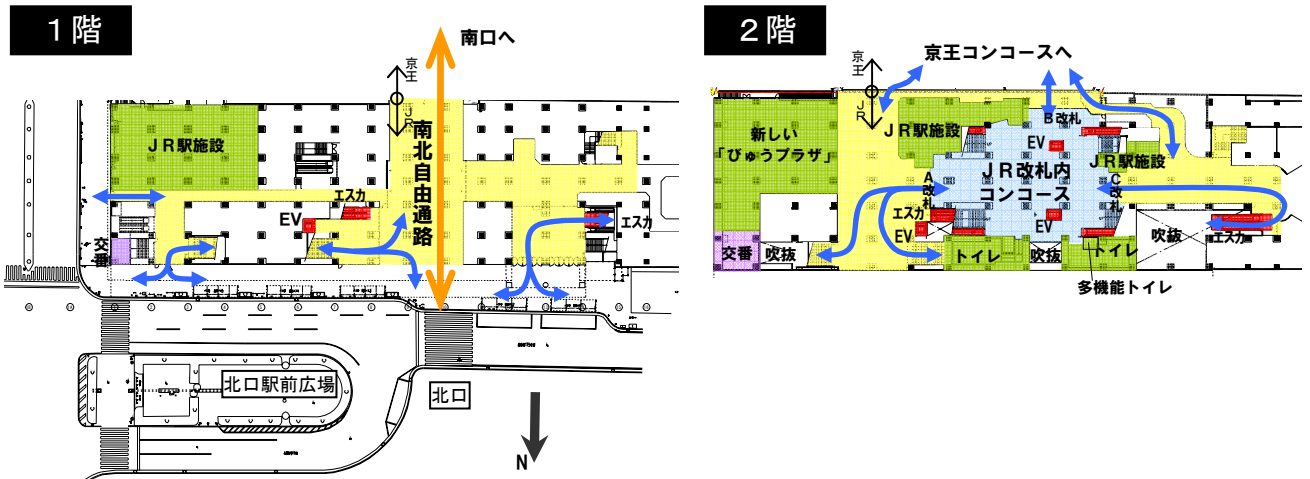 1階
南口へ
京王
JR
JR駅施設
南北自由通路
エスカ
EV
エスカ
交番
北口駅前広場
北口
N
2階
京王コンコースへ
京王
JR
新しい
「びゅうプラザ」
JR駅施設
B改札
EV
JR改札内
コンコース
JR駅施設
A改札
C改札
エスカ
EV
交番
吹抜
トイレ
吹抜
トイレ
吹抜
エスカ
多機能トイレ